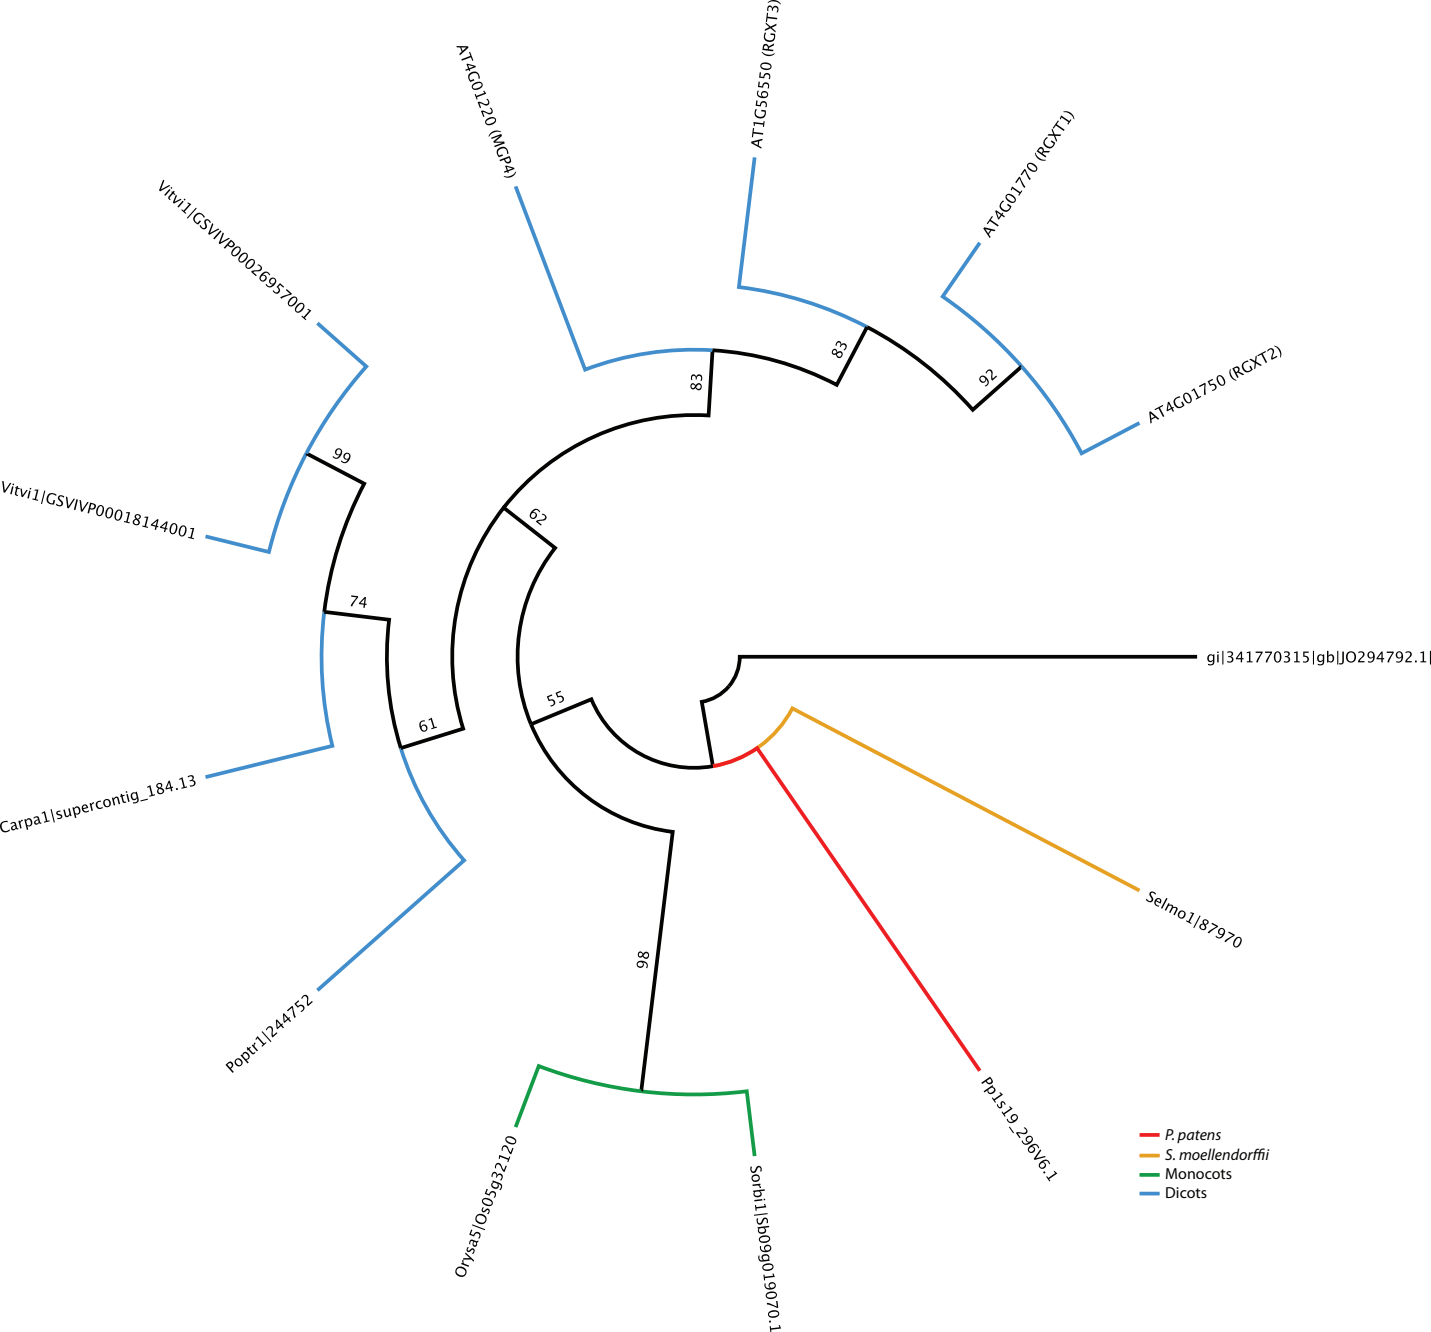 AT1G56550 (RGXT3)
AT4G01220 (MGP4)
AT4G01770 (RGXT1)
Vitvi1|GSVIVP00026957001
83
92
AT4G01750 (RGXT2)
83
99
Vitvi1|GSVIVP00018144001
62
74
gi|341770315|gb|JO294792.1|
55
61
Carpa1|supercontig_184.13
Selmo1|87970
98
Poptr1|244752
Pp1s19_296V6.1
Orysa5|Os05g32120
Sorbi1|Sb09g019070.1
P. patens
S. moellendorffii
Monocots
Dicots